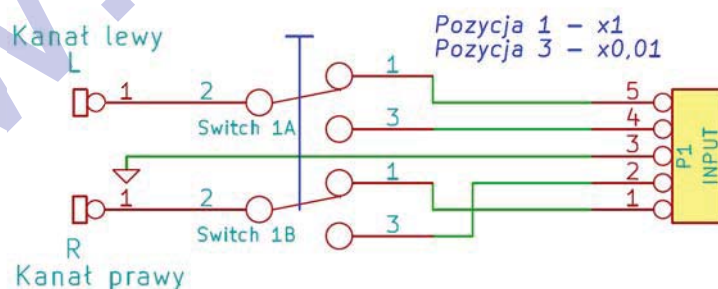 Pozycja 1 – x1
Pozycja 3 – x0,01
Kanał lewy
L
1
2
1
5
Switch 1A
3
4
3
P1
INPUT
1
2
1
2
1
Switch 1B
3
R
Kanał prawy